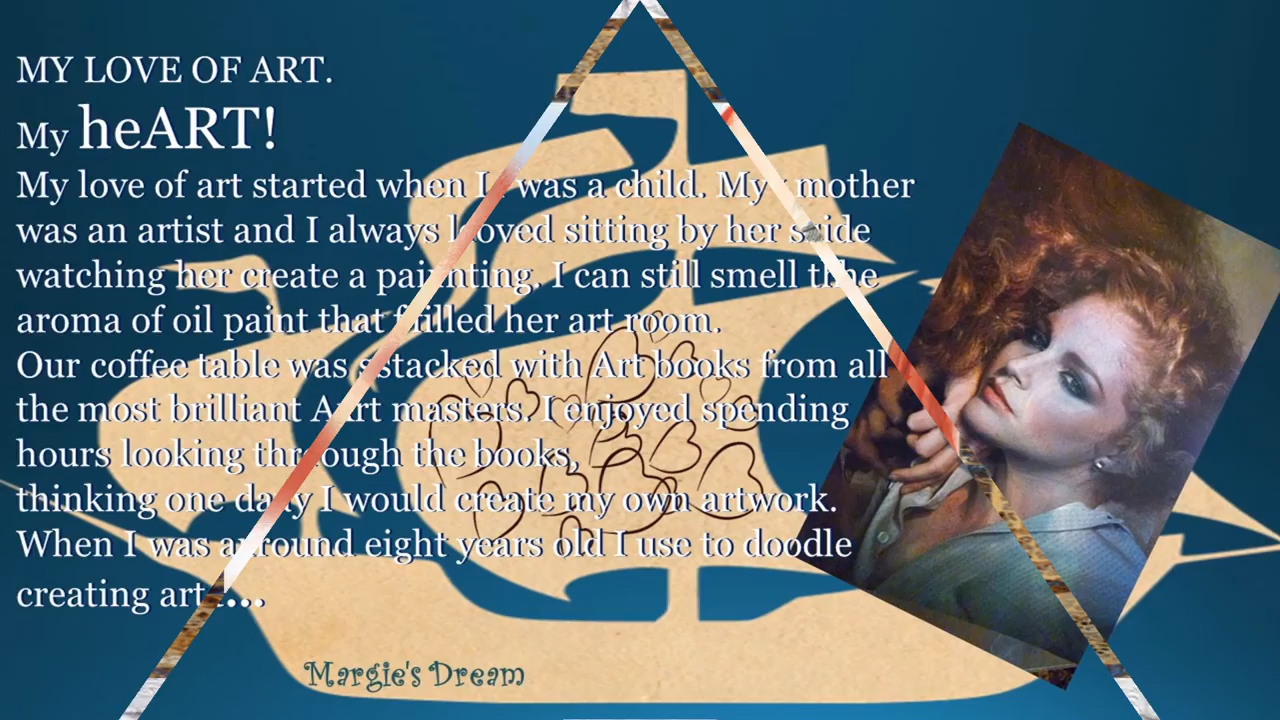 MY LOVE OF ART.
My heART!
My love of art started when I was a child. My mother
was an artist and I always loved sitting by her side
watching her create a painting. I can still smell the
aroma of oil paint that filled her art room.
Our coffee table was stacked with Art books from all
the most brilliant Art masters. I enjoyed spending
hours looking through the books,
thinking one day I would create my own artwork.
When I was around eight years old I use to doodle
creating art ....
Margie's Dream